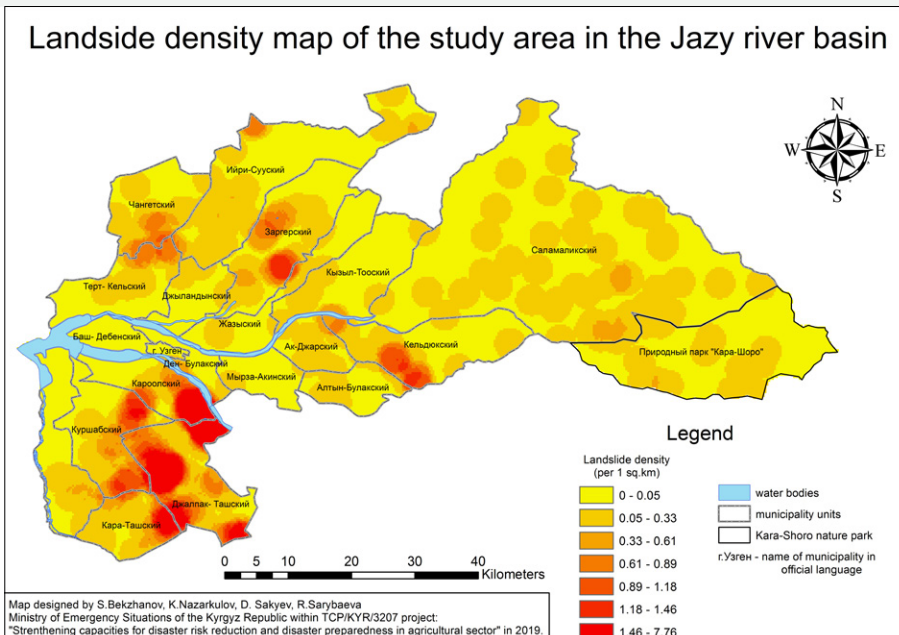 Landside density map of the study area in the Jazy river basin
N
W
E
S
Ийри-Сууский
Чангетский
Заргерский
Саламаликский
Кызыл-Тооский
Терт- Кельский
Джыландынский
Жазыский
Баш- Дебенский
Ак-Джарский
Кельдюкский
г. Узген
Природный парк "Кара-Шоро"
Ден- Булакский
Мырза-Акинский
Кароолский
Алтын-Булакский
Куршабский
Джаллак- Ташский
Кара-Ташский
0 5 10 20 30 40
Kilometers
Legend
Landslide density
(per 1 sq.km)
0 - 0.05
0.05 - 0.33
0.33 - 0.61
0.61 - 0.89
0.89 - 1.18
1.18 - 1.46
1.46 - 7.76
water bodies
municipality units
Kara-Shoro nature park
г.Узген - name of municipality in
official language
Map designed by S.Bekzhanov, K.Nazarkulov, D. Sakyev, R.Sarybaeva
Ministry of Emergency Situations of the Kyrgyz Republic within TCP/KYR/3207 project:
"Strenthening capacities for disaster risk reduction and disaster preparedness in agricultural sector" in 2019.